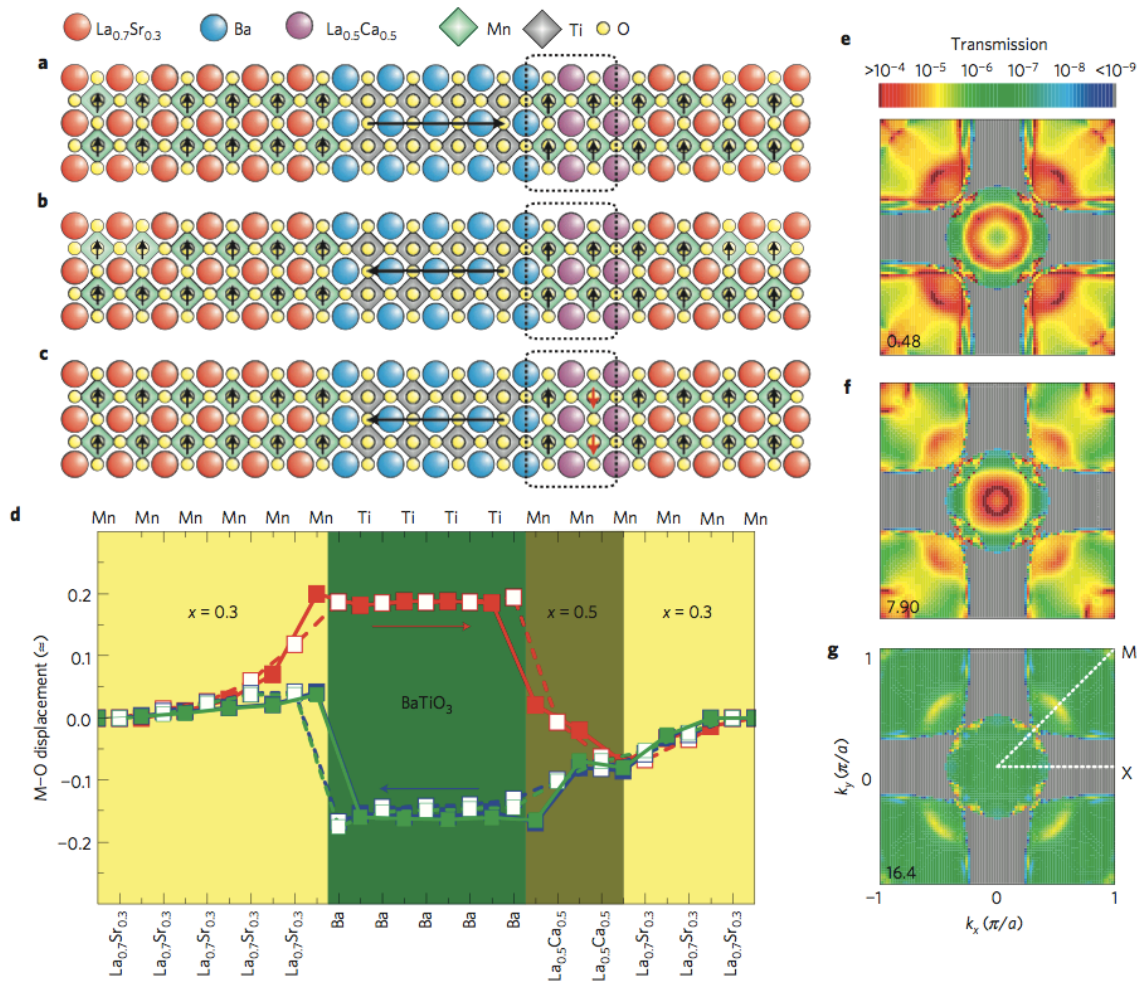 La0.7Sr0.3 Ba La0.5Ca0.5 Mn Ti O
a
b
c
d
Mn Mn Mn Mn Mn Mn Ti Ti Ti Ti Mn Mn Mn Mn Mn Mn
x = 0.3
x = 0.5
x = 0.3
BaTiO3
0.2
0.1
0.0
−0.1
−0.2
M–O displacement (≈)
La0.7Sr0.3
La0.7Sr0.3
La0.7Sr0.3
La0.7Sr0.3
La0.7Sr0.3
Ba
Ba
Ba
Ba
Ba
La0.5Ca0.5
La0.5Ca0.5
La0.7Sr0.3
La0.7Sr0.3
La0.7Sr0.3
e
Transmission
>10−4 10−5 10−6 10−7 10−8 <10−9
0.48
f
7.90
g
1
M
X
0
ky (π/a)
16.4
−1 0 1
kx (π/a)